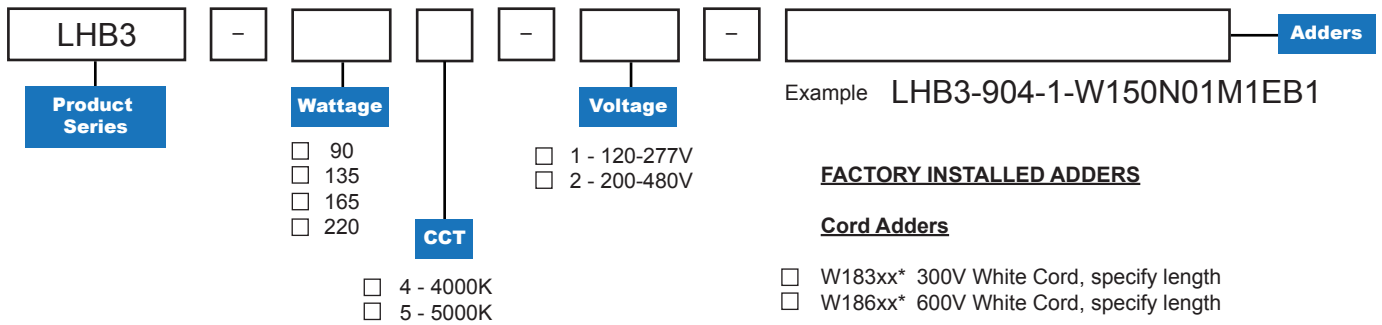 LHB3 - - -
Adders
Product
Series
Wattage
Voltage
Example LHB3-904-1-W150N01M1EB1
90
135
165
220
1 - 120-277V
2 - 200-480V
CCT
4 - 4000K
5 - 5000K
FACTORY INSTALLED ADDERS
Cord Adders
W183xx* 300V White Cord, specify length
W186xx* 600V White Cord, specify length